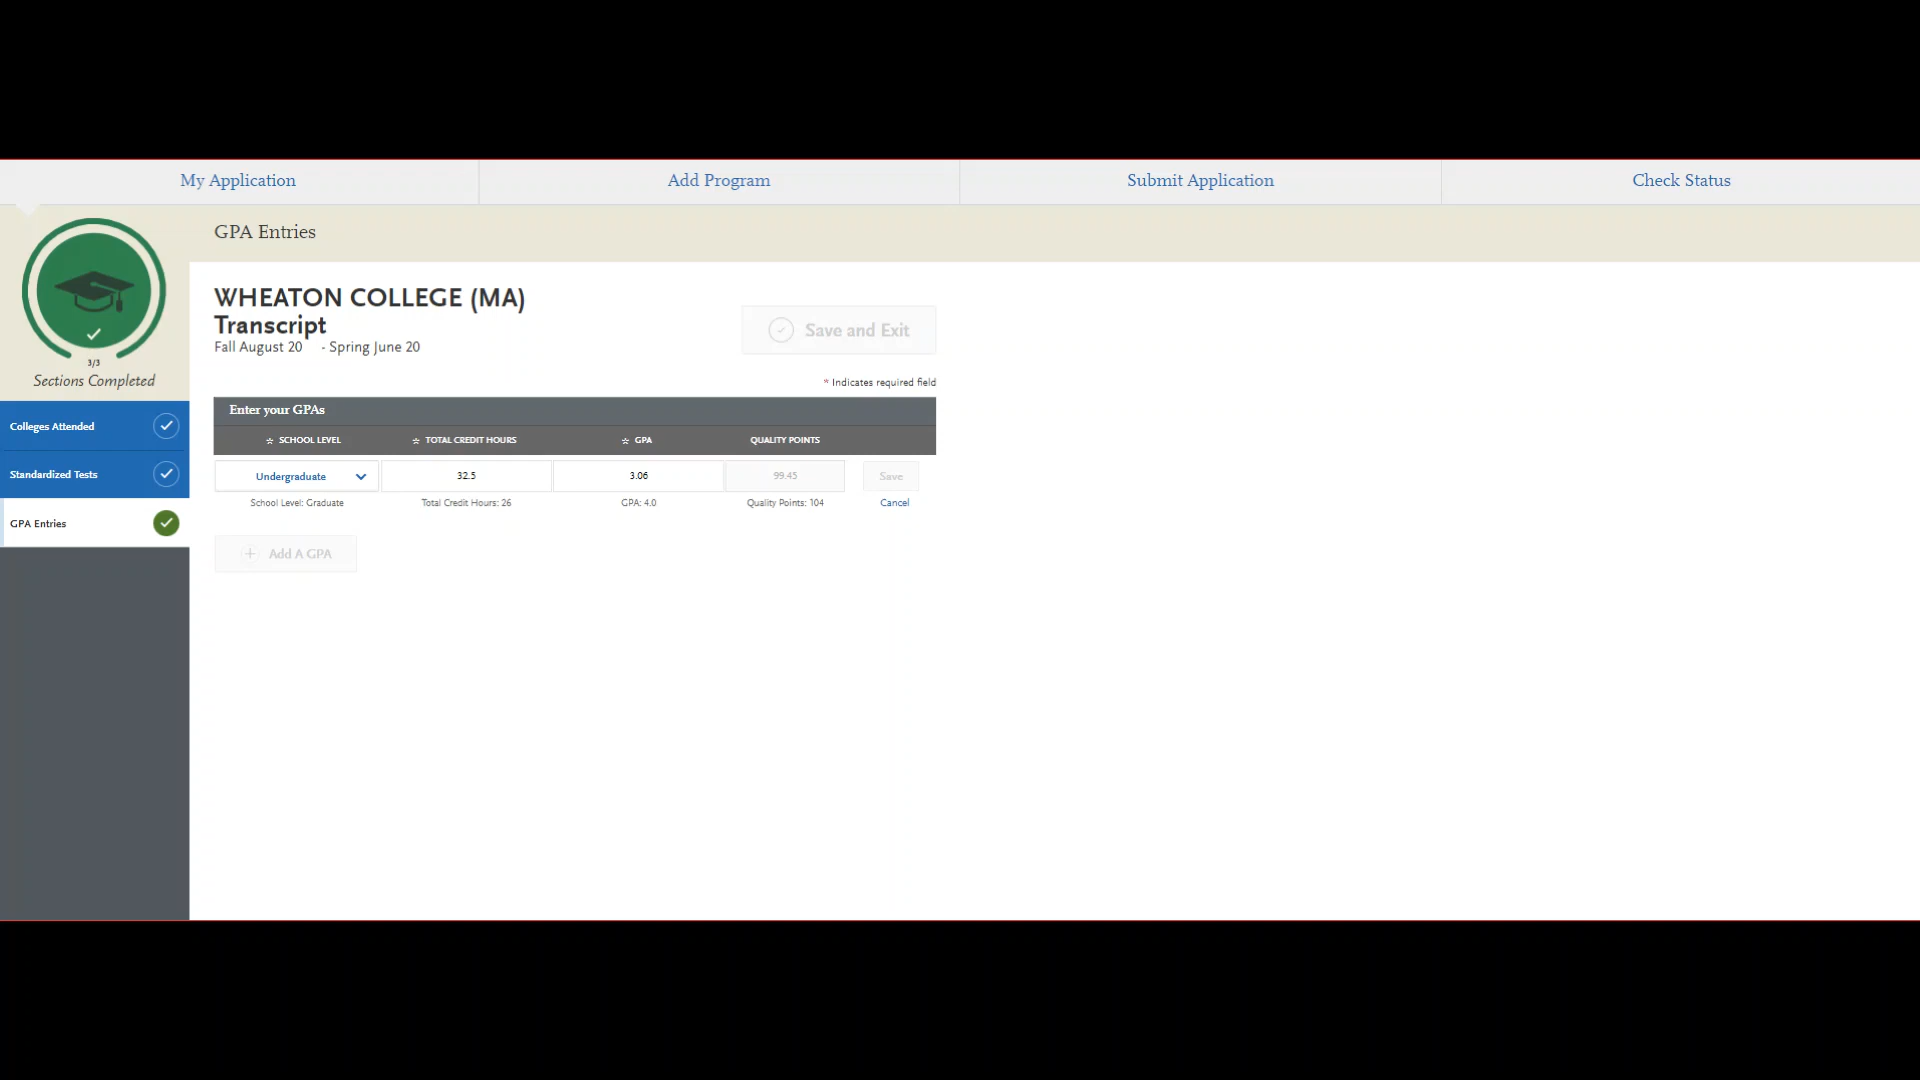 My Application
Add Program
Submit Application
Check Status
GPA Entries
3/3
Sections Completed
Colleges Attended
Standardized Tests
GPA Entries
WHEATON COLLEGE (MA)
Transcript
Fall August 20 - Spring June 20
Save and Exit
* Indicates required field
Enter your GPAs
* SCHOOL LEVEL * TOTAL CREDIT HOURS * GPA QUALITY POINTS
Undergraduate 32.5 3.06 99.45 Save
School Level: Graduate Total Credit Hours: 26 GPA: 4.0 Quality Points: 104 Cancel
+ Add A GPA